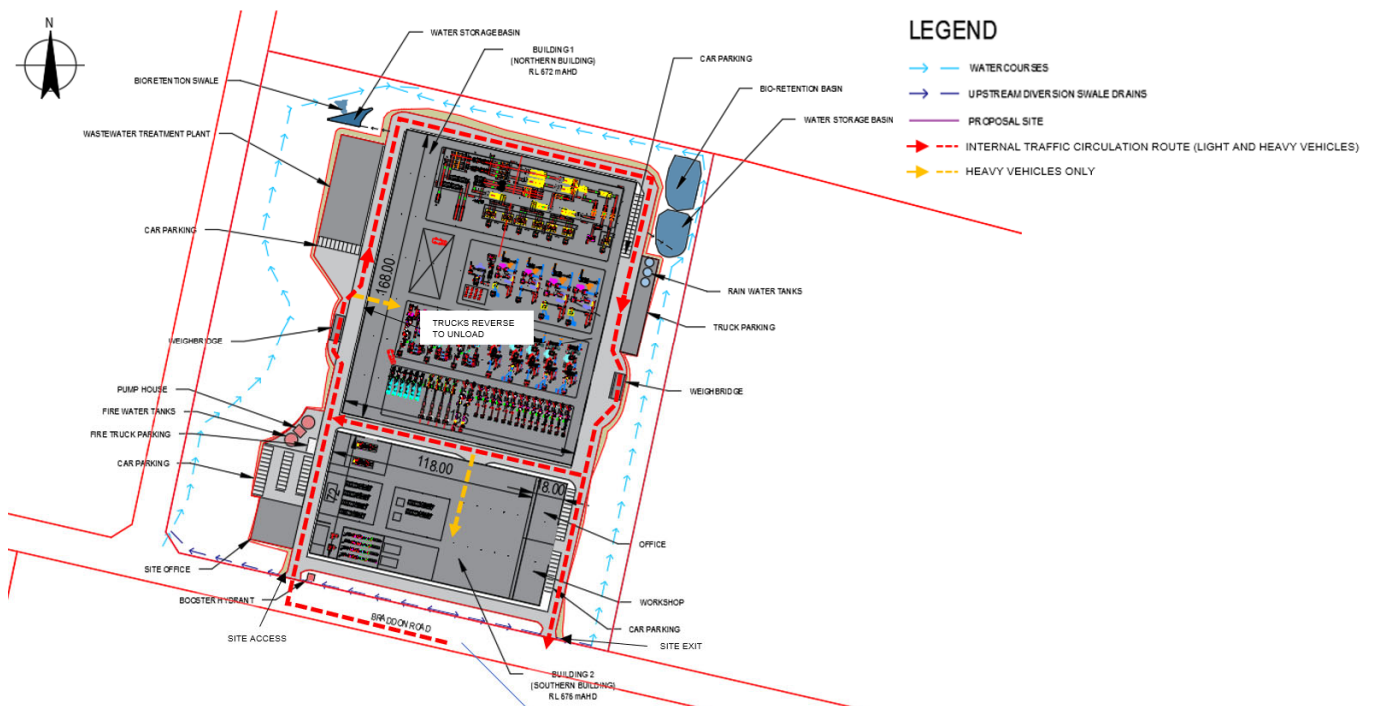 N
WATER STORAGE BASIN
BUILDING 1
(NORTHERN BUILDING)
RL 672 mAHD
CAR PARKING
BIORETENTION SWALE
BIO-RETENTION BASIN
WASTEWATER TREATMENT PLANT
WATER STORAGE BASIN
CAR PARKING
168.00
RAIN WATER TANKS
TRUCKS REVERSE
TO UNLOAD
TRUCK PARKING
WEIGHBRIDGE
WEIGHBRIDGE
PUMP HOUSE
FIRE WATER TANKS
FIRE TRUCK PARKING
CAR PARKING
118.00
18.00
72
OFFICE
SITE OFFICE
WORKSHOP
BOOSTER HYDRANT
BRADDON ROAD
CAR PARKING
SITE ACCESS
SITE EXIT
BUILDING 2
(SOUTHERN BUILDING)
RL 676 mAHD
LEGEND
WATERCOURSES
UPSTREAM DIVERSION SWALE DRAINS
PROPOSAL SITE
INTERNAL TRAFFIC CIRCULATION ROUTE (LIGHT AND HEAVY VEHICLES)
HEAVY VEHICLES ONLY